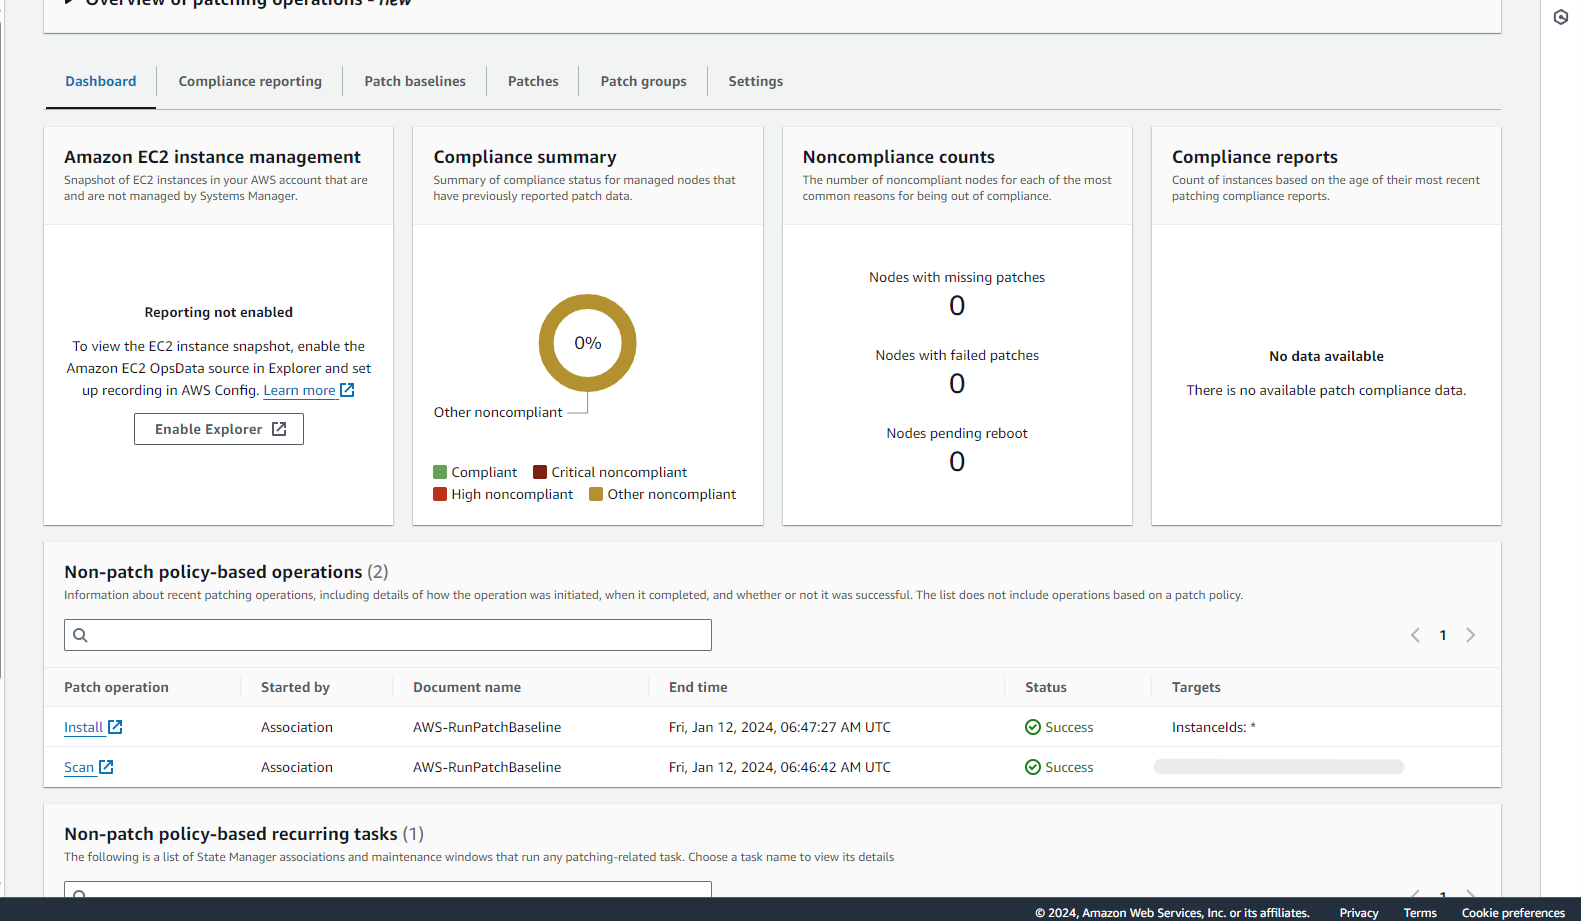 Overview of patching operations - new
Dashboard
Compliance reporting
Patch baselines
Patches
Patch groups
Settings
Amazon EC2 instance management
Snapshot of EC2 instances in your AWS account that are
and are not managed by Systems Manager.
Reporting not enabled
To view the EC2 instance snapshot, enable the
Amazon EC2 OpsData source in Explorer and set
up recording in AWS Config. Learn more
Enable Explorer
Compliance summary
Summary of compliance status for managed nodes that
have previously reported patch data.
0%
Other noncompliant
Compliant
Critical noncompliant
High noncompliant
Other noncompliant
Noncompliance counts
The number of noncompliant nodes for each of the most
common reasons for being out of compliance.
Nodes with missing patches
0
Nodes with failed patches
0
Nodes pending reboot
0
Compliance reports
Count of instances based on the age of their most recent
patching compliance reports.
No data available
There is no available patch compliance data.
Non-patch policy-based operations (2)
Information about recent patching operations, including details of how the operation was initiated, when it completed, and whether or not it was successful. The list does not include operations based on a patch policy.
1
Patch operation Started by Document name End time Status Targets
Install Association AWS-RunPatchBaseline Fri, Jan 12, 2024, 06:47:27 AM UTC Success InstanceIds: *
Scan Association AWS-RunPatchBaseline Fri, Jan 12, 2024, 06:46:42 AM UTC Success
Non-patch policy-based recurring tasks (1)
The following is a list of State Manager associations and maintenance windows that run any patching-related task. Choose a task name to view its details
1
© 2024, Amazon Web Services, Inc. or its affiliates. Privacy Terms Cookie preferences